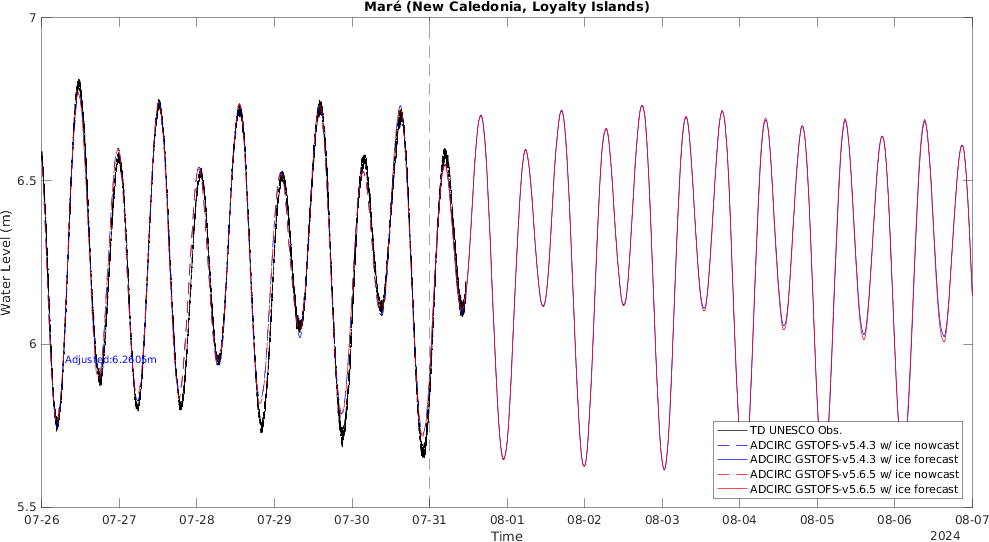 Maré (New Caledonia, Loyalty Islands)
7
6.5
6
5.5
Water Level (m)
Adjusted:6.2605m
TD UNESCO Obs.
ADCIRC GSTOFS-v5.4.3 w/ ice nowcast
ADCIRC GSTOFS-v5.4.3 w/ ice forecast
ADCIRC GSTOFS-v5.6.5 w/ ice nowcast
ADCIRC GSTOFS-v5.6.5 w/ ice forecast
07-26 07-27 07-28 07-29 07-30 07-31 08-01 08-02 08-03 08-04 08-05 08-06 08-07
Time
2024